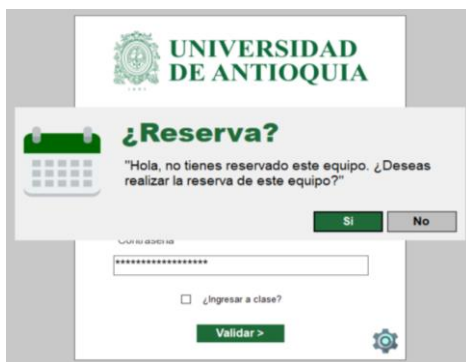 UNIVERSIDAD
DE ANTIOQUIA
¿Reserva?
"Hola, no tienes reservado este equipo. ¿Deseas
realizar la reserva de este equipo?"
Si No
Contraseña
******************
¿Ingresar a clase?
Validar >